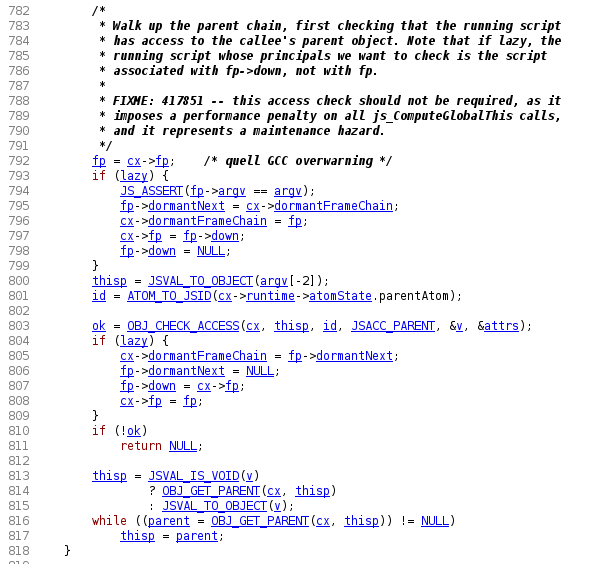 782         /*
783          * Walk up the parent chain, first checking that the running script
784          * has access to the callee's parent object. Note that if lazy, the
785          * running script whose principals we want to check is the script
786          * associated with fp->down, not with fp.
787          *
788          * FIXME: 417851 -- this access check should not be required, as it
789          * imposes a performance penalty on all js_ComputeGlobalThis calls,
790          * and it represents a maintenance hazard.
791          */
792         fp = cx->fp;    /* quell GCC overwarning */
793         if (lazy) {
794             JS_ASSERT(fp->argv == argv);
795             fp->dormantNext = cx->dormantFrameChain;
796             cx->dormantFrameChain = fp;
797             cx->fp = fp->down;
798             fp->down = NULL;
799         }
800         thisp = JSVAL_TO_OBJECT(argv[-2]);
801         id = ATOM_TO_JSID(cx->runtime->atomState.parentAtom);
802
803         ok = OBJ_CHECK_ACCESS(cx, thisp, id, JSACC_PARENT, &v, &attrs);
804         if (lazy) {
805             cx->dormantFrameChain = fp->dormantNext;
806             fp->dormantNext = NULL;
807             fp->down = cx->fp;
808             cx->fp = fp;
809         }
810         if (!ok)
811             return NULL;
812
813         thisp = JSVAL_IS_VOID(v)
814                 ? OBJ_GET_PARENT(cx, thisp)
815                 : JSVAL_TO_OBJECT(v);
816         while ((parent = OBJ_GET_PARENT(cx, thisp)) != NULL)
817             thisp = parent;
818     }